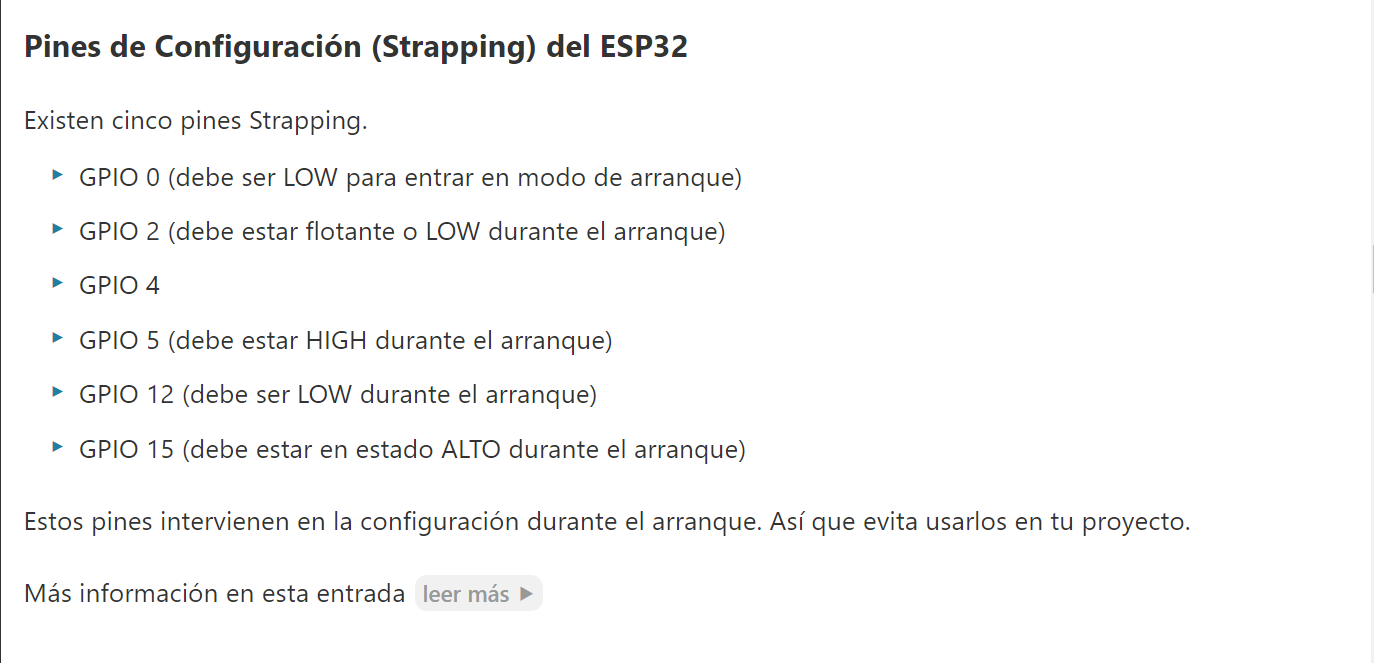 Pines de Configuración (Strapping) del ESP32
Existen cinco pines Strapping.
GPIO 0 (debe ser LOW para entrar en modo de arranque)
GPIO 2 (debe estar flotante o LOW durante el arranque)
GPIO 4
GPIO 5 (debe estar HIGH durante el arranque)
GPIO 12 (debe ser LOW durante el arranque)
GPIO 15 (debe estar en estado ALTO durante el arranque)
Estos pines intervienen en la configuración durante el arranque. Así que evita usarlos en tu proyecto.
Más información en esta entrada leer más